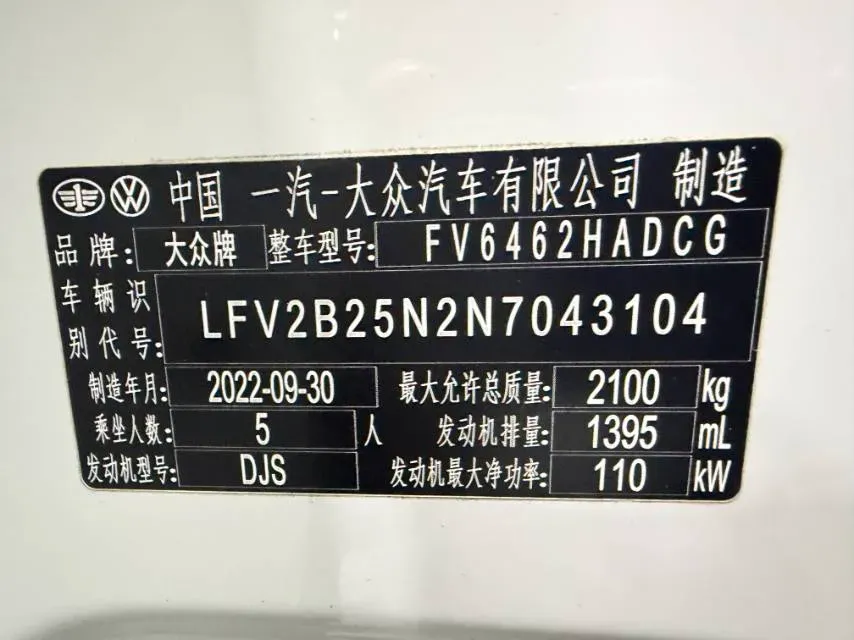 中国 一汽-大众汽车有限公司 制造
品牌: 大众牌 整车型号: FV6462HADCG
车辆识别代号: LFV2B25N2N7043104
制造年月: 2022-09-30 最大允许总质量: 2100 kg
乘坐人数: 5 人 发动机排量: 1395 mL
发动机型号: DJS 发动机最大净功率: 110 kW